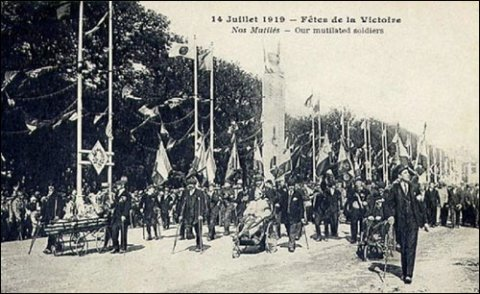 14 Juillet 1919 – Fêtes de la Victoire
Nos Mutilés – Our mutilated soldiers